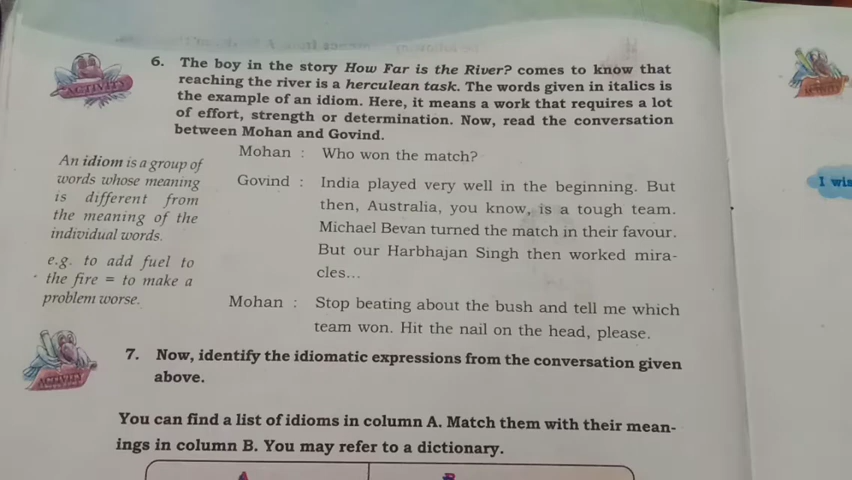 6. The boy in the story How Far is the River? comes to know that
reaching the river is a herculean task. The words given in italics is
the example of an idiom. Here, it means a work that requires a lot
of effort, strength or determination. Now, read the conversation
between Mohan and Govind.
ACTIVITY
An idiom is a group of
words whose meaning
is different from
the meaning of the
individual words.
e.g. to add fuel to
the fire = to make a
problem worse.
Mohan : Who won the match?
Govind : India played very well in the beginning. But
then, Australia, you know, is a tough team.
Michael Bevan turned the match in their favour.
But our Harbhajan Singh then worked mira-
cles...
Mohan : Stop beating about the bush and tell me which
team won. Hit the nail on the head, please.
ACTIVITY
7. Now, identify the idiomatic expressions from the conversation given
above.
You can find a list of idioms in column A. Match them with their mean-
ings in column B. You may refer to a dictionary.
A B
I wis